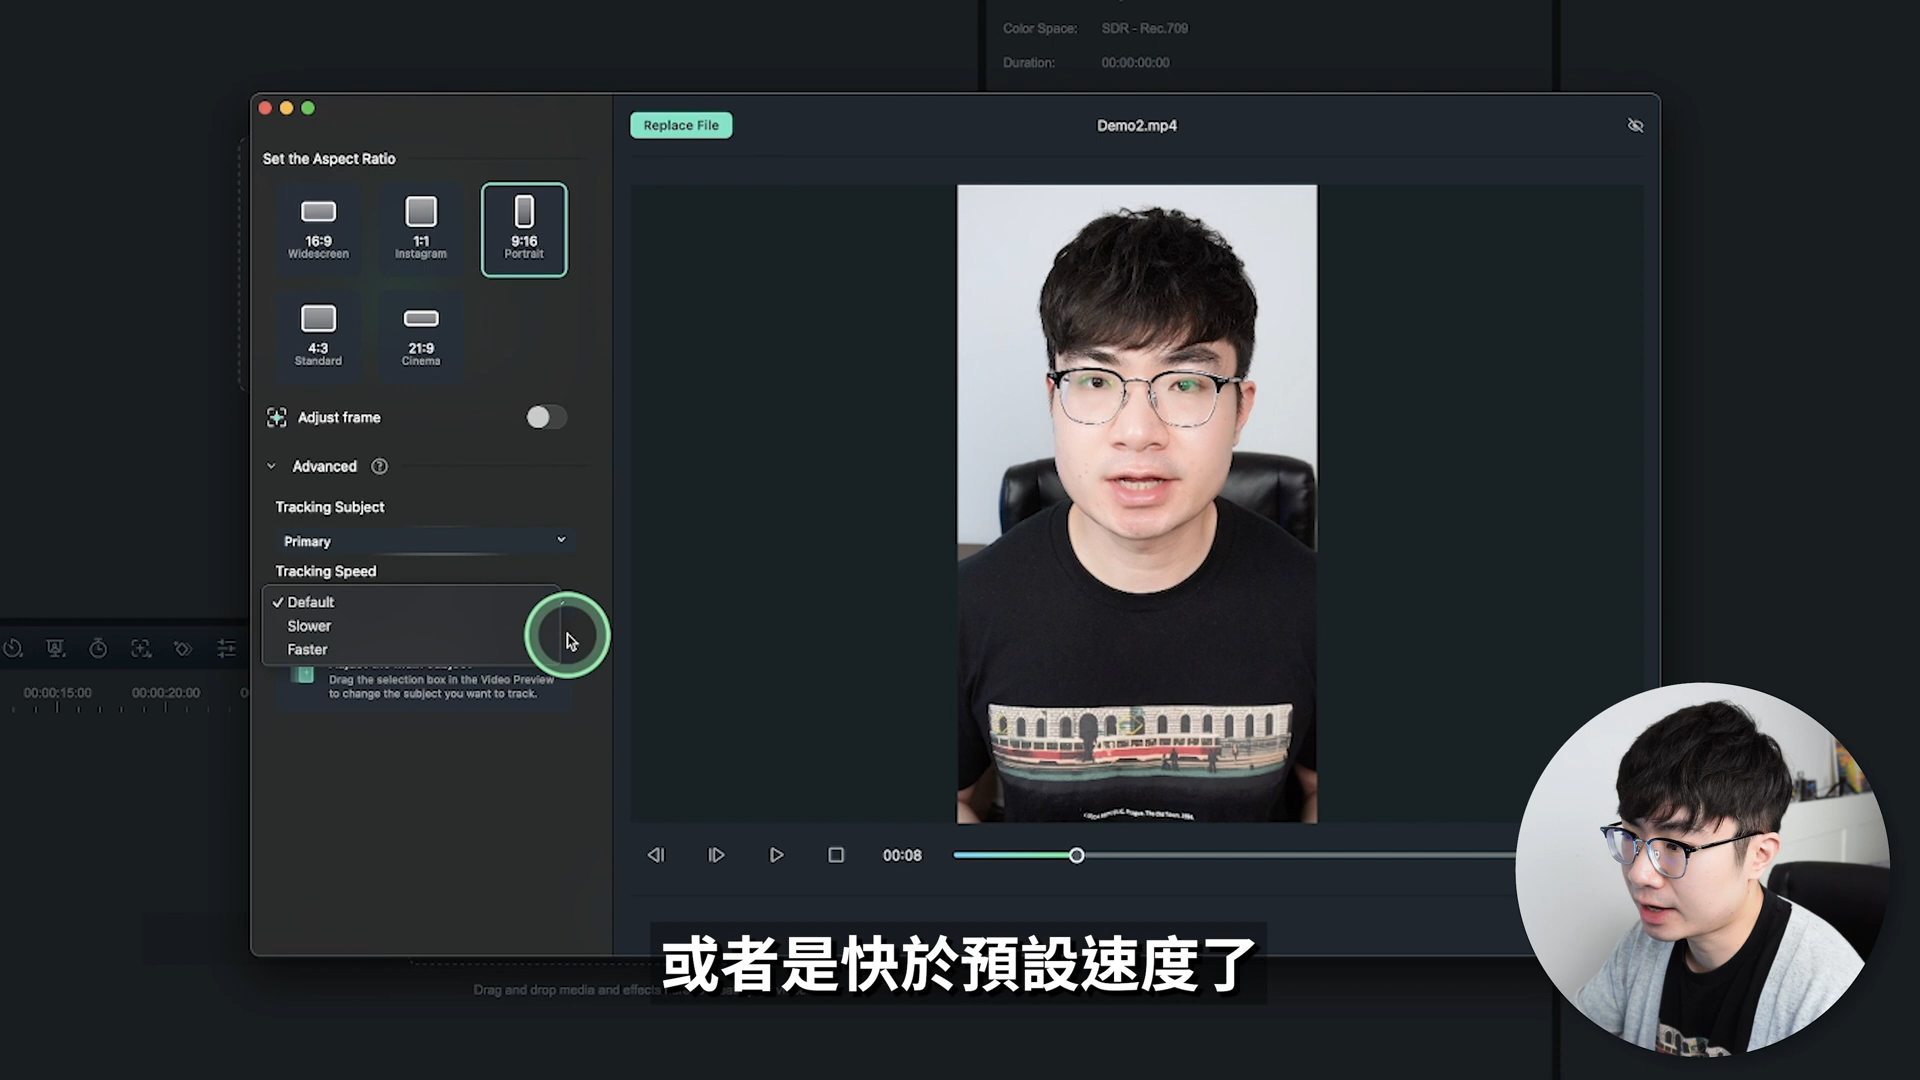 Color Space: SDR - Rec.709
Duration: 00:00:00:00
Replace File
Demo2.mp4
Set the Aspect Ratio
16:9
Widescreen
1:1
Instagram
9:16
Portrait
4:3
Standard
21:9
Cinema
Adjust frame
Advanced
Tracking Subject
Primary
Tracking Speed
Default
Slower
Faster
Drag the selection box in the Video Preview
to change the subject you want to track.
00:00:15:00 00:00:20:00
00:08
或者是快於預設速度了
Drag and drop media and effects